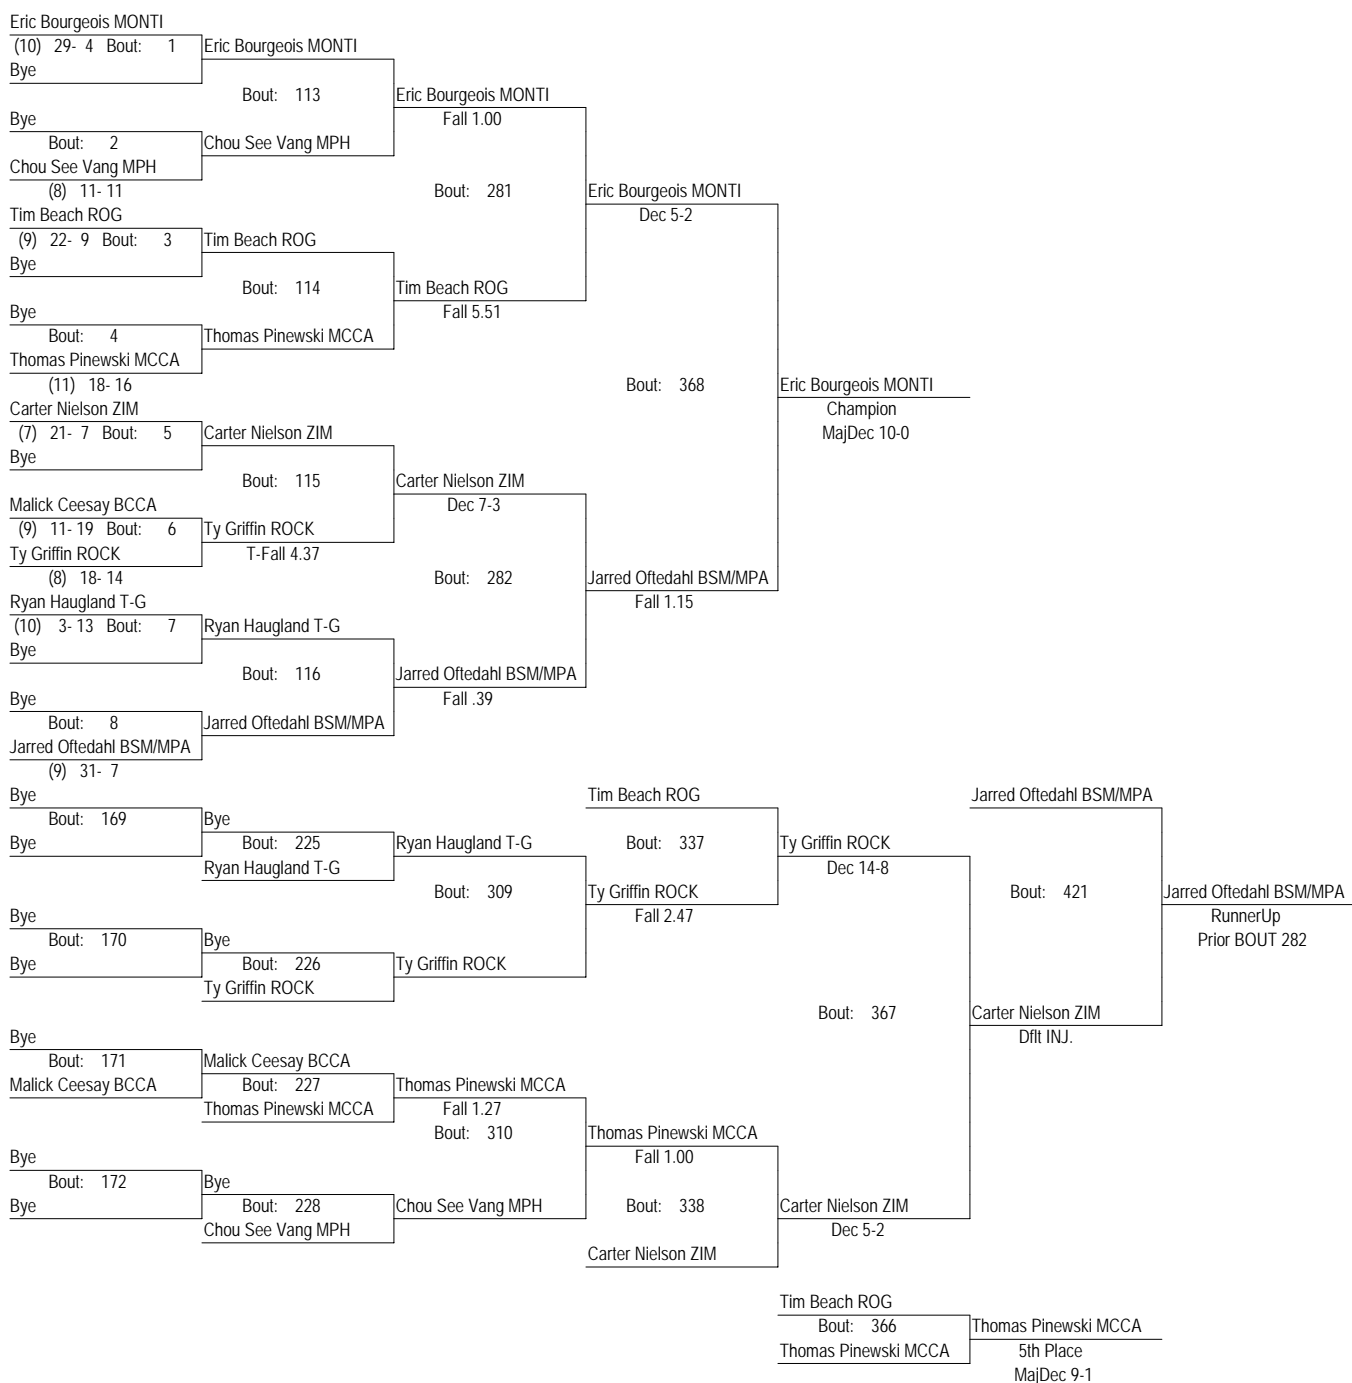 Eric Bourgeois MONTI
(10) 29- 4 Bout: 1 Eric Bourgeois MONTI
Bye
Bout: 113 Eric Bourgeois MONTI
Bye Fall 1.00
Bout: 2 Chou See Vang MPH
Chou See Vang MPH
(8) 11- 11 Bout: 281 Eric Bourgeois MONTI
Tim Beach ROG Dec 5-2
(9) 22- 9 Bout: 3 Tim Beach ROG
Bye
Bout: 114 Tim Beach ROG
Bye Fall 5.51
Bout: 4 Thomas Pinewski MCCA
Thomas Pinewski MCCA
(11) 18- 16 Bout: 368 Eric Bourgeois MONTI
Carter Nielson ZIM Champion
(7) 21- 7 Bout: 5 Carter Nielson ZIM MajDec 10-0
Bye
Bout: 115 Carter Nielson ZIM
Malick Ceesay BCCA Dec 7-3
(9) 11- 19 Bout: 6 Ty Griffin ROCK
Ty Griffin ROCK T-Fall 4.37
(8) 18- 14 Bout: 282 Jarred Oftedahl BSM/MPA
Ryan Haugland T-G Fall 1.15
(10) 3- 13 Bout: 7 Ryan Haugland T-G
Bye
Bout: 116 Jarred Oftedahl BSM/MPA
Bye Fall .39
Bout: 8 Jarred Oftedahl BSM/MPA
Jarred Oftedahl BSM/MPA
(9) 31- 7
Bye Tim Beach ROG Jarred Oftedahl BSM/MPA
Bout: 169 Bye
Bye Bout: 225 Ryan Haugland T-G Bout: 337 Ty Griffin ROCK
Ryan Haugland T-G Dec 14-8
Bout: 309 Ty Griffin ROCK Bout: 421 Jarred Oftedahl BSM/MPA
Bye Fall 2.47 RunnerUp
Bout: 170 Bye Prior BOUT 282
Bye Bout: 226 Ty Griffin ROCK
Ty Griffin ROCK
Bout: 367 Carter Nielson ZIM
Bye Dflt INJ.
Bout: 171 Malick Ceesay BCCA
Malick Ceesay BCCA Bout: 227 Thomas Pinewski MCCA
Thomas Pinewski MCCA Fall 1.27
Bout: 310 Thomas Pinewski MCCA
Bye Fall 1.00
Bout: 172 Bye
Bye Bout: 228 Chou See Vang MPH Bout: 338 Carter Nielson ZIM
Chou See Vang MPH Dec 5-2
Carter Nielson ZIM
Tim Beach ROG
Bout: 366 Thomas Pinewski MCCA
Thomas Pinewski MCCA 5th Place
MajDec 9-1